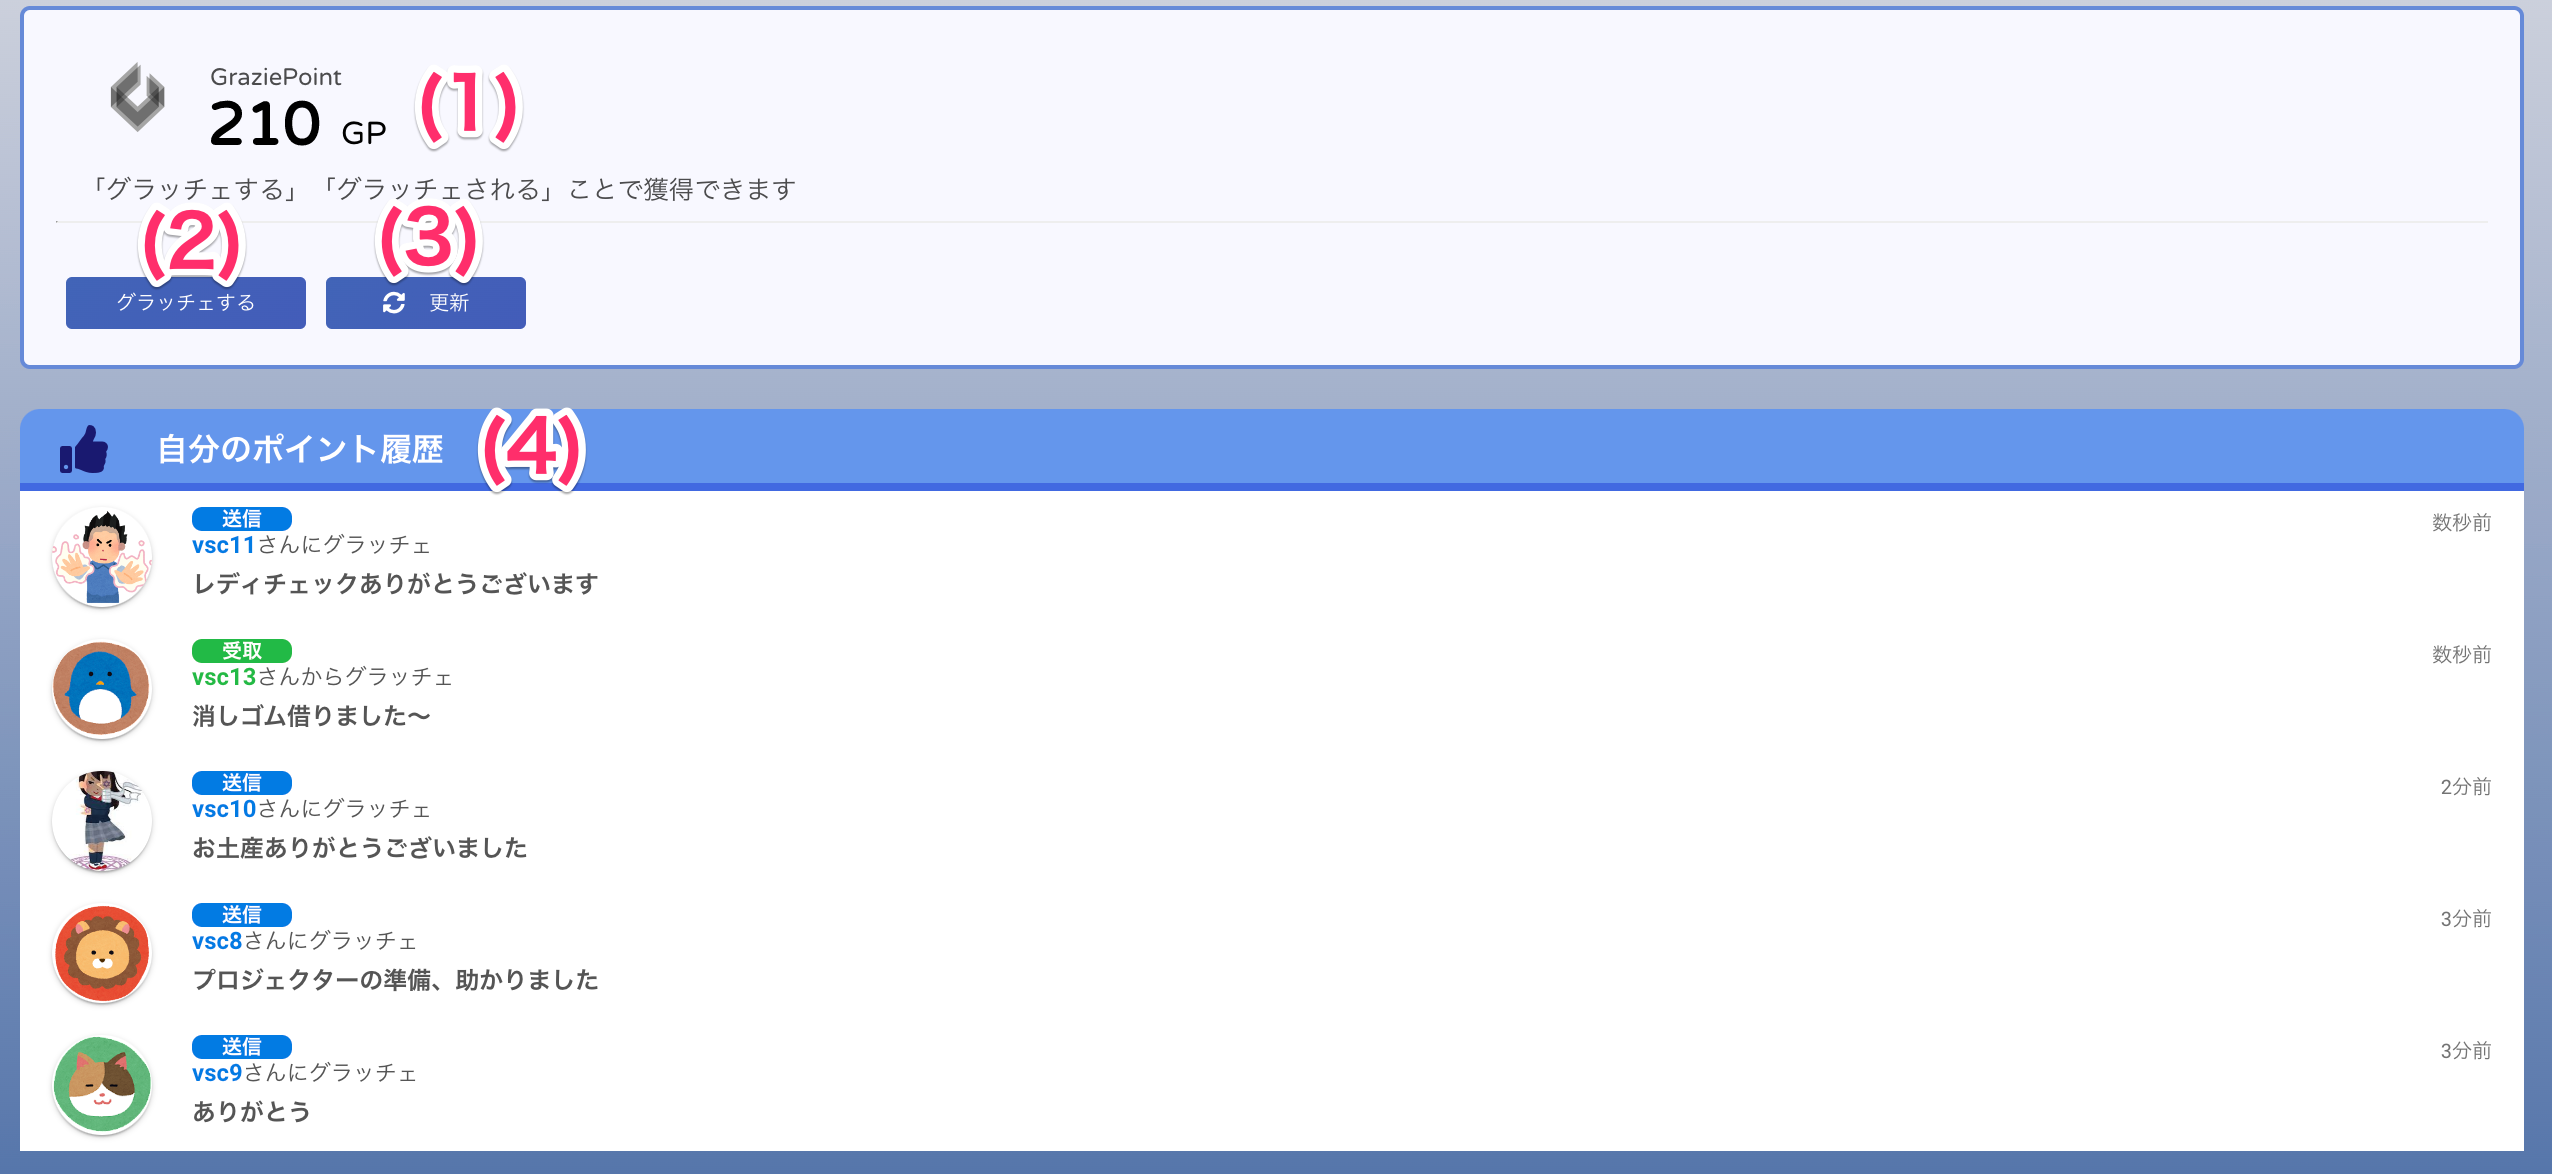 GraziePoint
210 GP (1)
「グラッチェする」「グラッチェされる」ことで獲得できます
(2) (3)
グラッチェする 更新
自分のポイント履歴 (4)
送信 数秒前
vsc11さんにグラッチェ
レディチェックありがとうございます
受取 数秒前
vsc13さんからグラッチェ
消しゴム借りました〜
送信 2分前
vsc10さんにグラッチェ
お土産ありがとうございました
送信 3分前
vsc8さんにグラッチェ
プロジェクターの準備、助かりました
送信 3分前
vsc9さんにグラッチェ
ありがとう